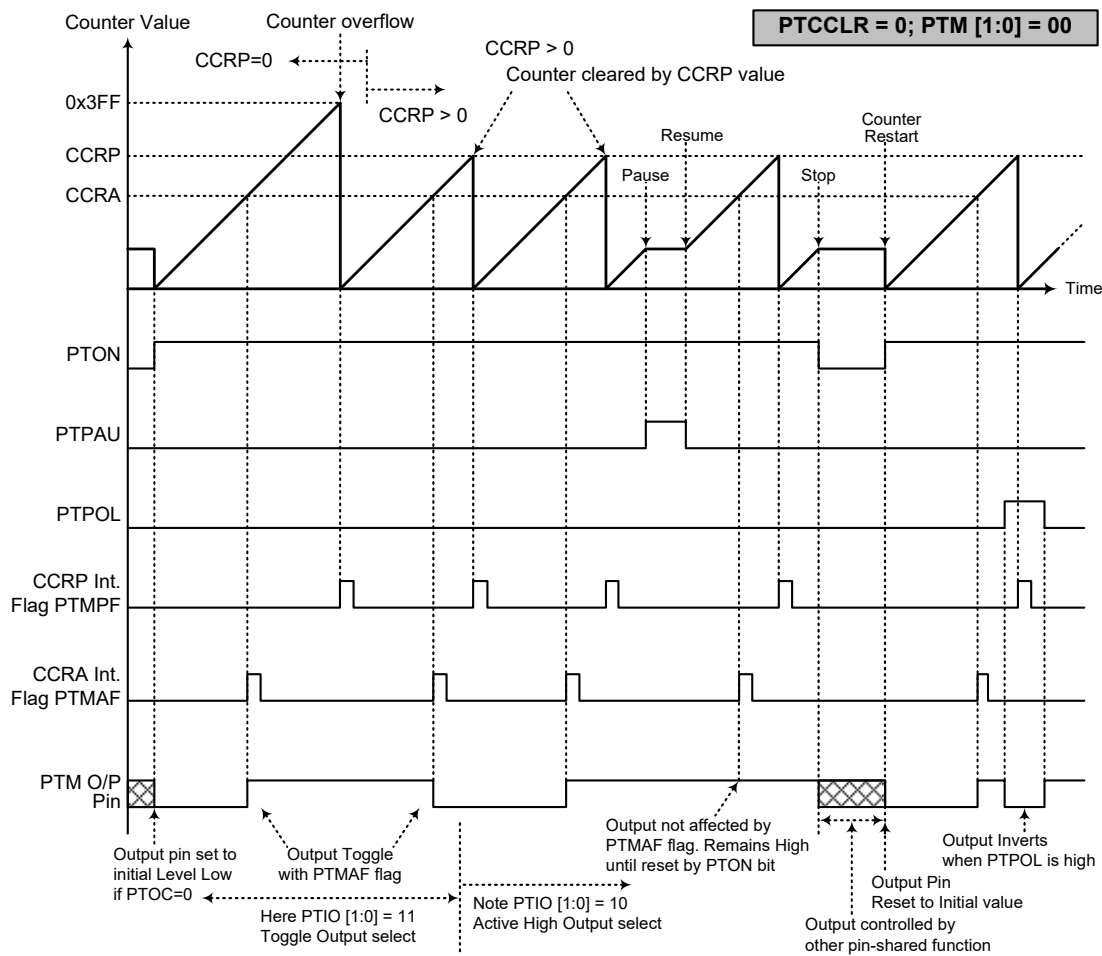 Counter Value
Counter overflow
PTCCLR = 0; PTM [1:0] = 00
CCRP=0
CCRP > 0
CCRP > 0
Counter cleared by CCRP value
0x3FF
CCRP
CCRA
Pause
Resume
Stop
Counter
Restart
Time
PTON
PTPAU
PTPOL
CCRP Int.
Flag PTMPF
CCRA Int.
Flag PTMAF
PTM O/P
Pin
Output pin set to
initial Level Low
if PTOC=0
Output Toggle
with PTMAF flag
Here PTIO [1:0] = 11
Toggle Output select
Note PTIO [1:0] = 10
Active High Output select
Output not affected by
PTMAF flag. Remains High
until reset by PTON bit
Output controlled by
other pin-shared function
Output Pin
Reset to Initial value
Output Inverts
when PTPOL is high